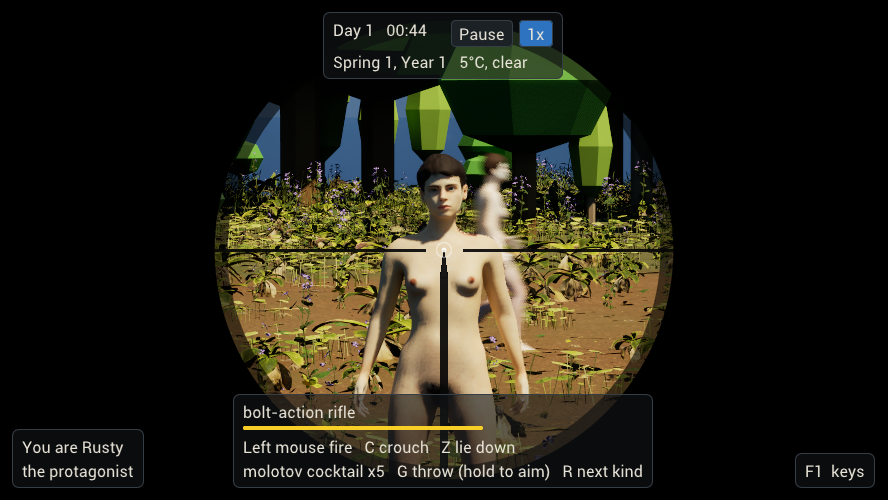 Day 1 00:44 Pause 1x
Spring 1, Year 1 5°C, clear
bolt-action rifle
Left mouse fire C crouch Z lie down
molotov cocktail x5 G throw (hold to aim) R next kind
You are Rusty
the protagonist
F1 keys